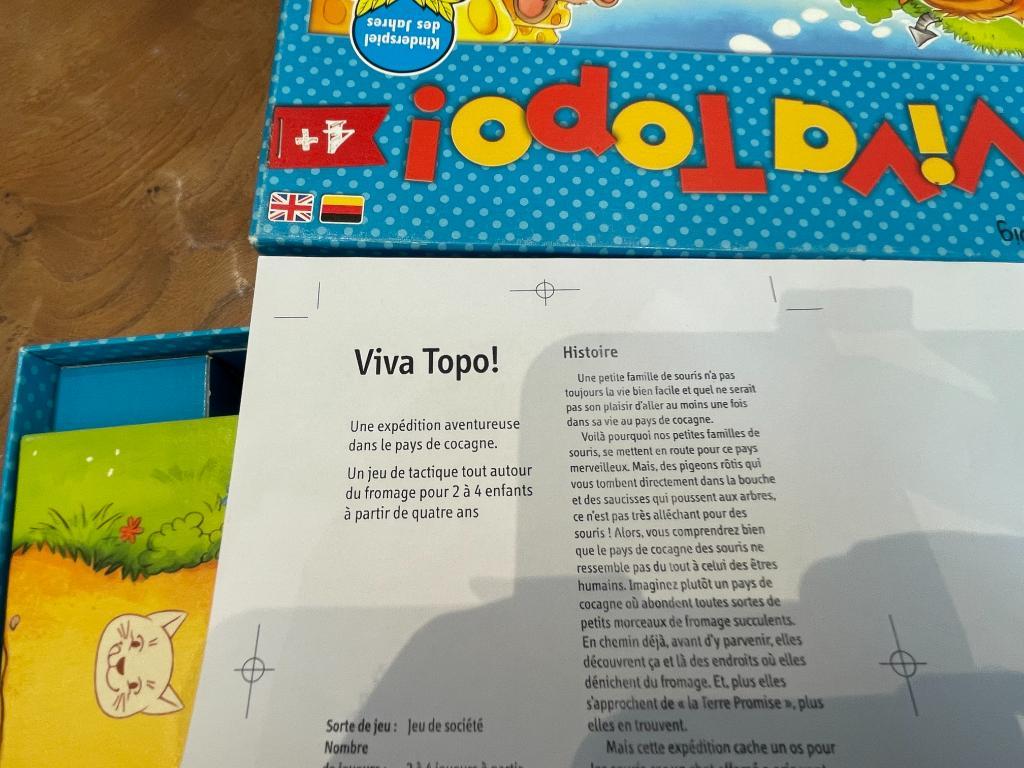 Kinderspiel
des Jahres
4+
Viva Topo!
Viva Topo!
Une expédition aventureuse
dans le pays de cocagne.
Un jeu de tactique tout autour
du fromage pour 2 à 4 enfants
à partir de quatre ans
Sorte de jeu : Jeu de société
Nombre
2 à 4 joueurs à partir
Histoire
Une petite famille de souris n'a pas
toujours la vie bien facile et quel ne serait
pas son plaisir d'aller au moins une fois
dans sa vie au pays de cocagne.
Voilà pourquoi nos petites familles de
souris, se mettent en route pour ce pays
merveilleux. Mais, des pigeons rôtis qui
vous tombent directement dans la bouche
et des saucisses qui poussent aux arbres,
ce n'est pas très alléchant pour des
souris ! Alors, vous comprendrez bien
que le pays de cocagne des souris ne
ressemble pas du tout à celui des êtres
humains. Imaginez plutôt un pays de
cocagne où abondent toutes sortes de
petits morceaux de fromage succulents.
En chemin déjà, avant d'y parvenir, elles
découvrent ça et là des endroits où elles
dénichent du fromage. Et, plus elles
s'approchent de « la Terre Promise », plus
elles en trouvent.
Mais cette expédition cache un os pour